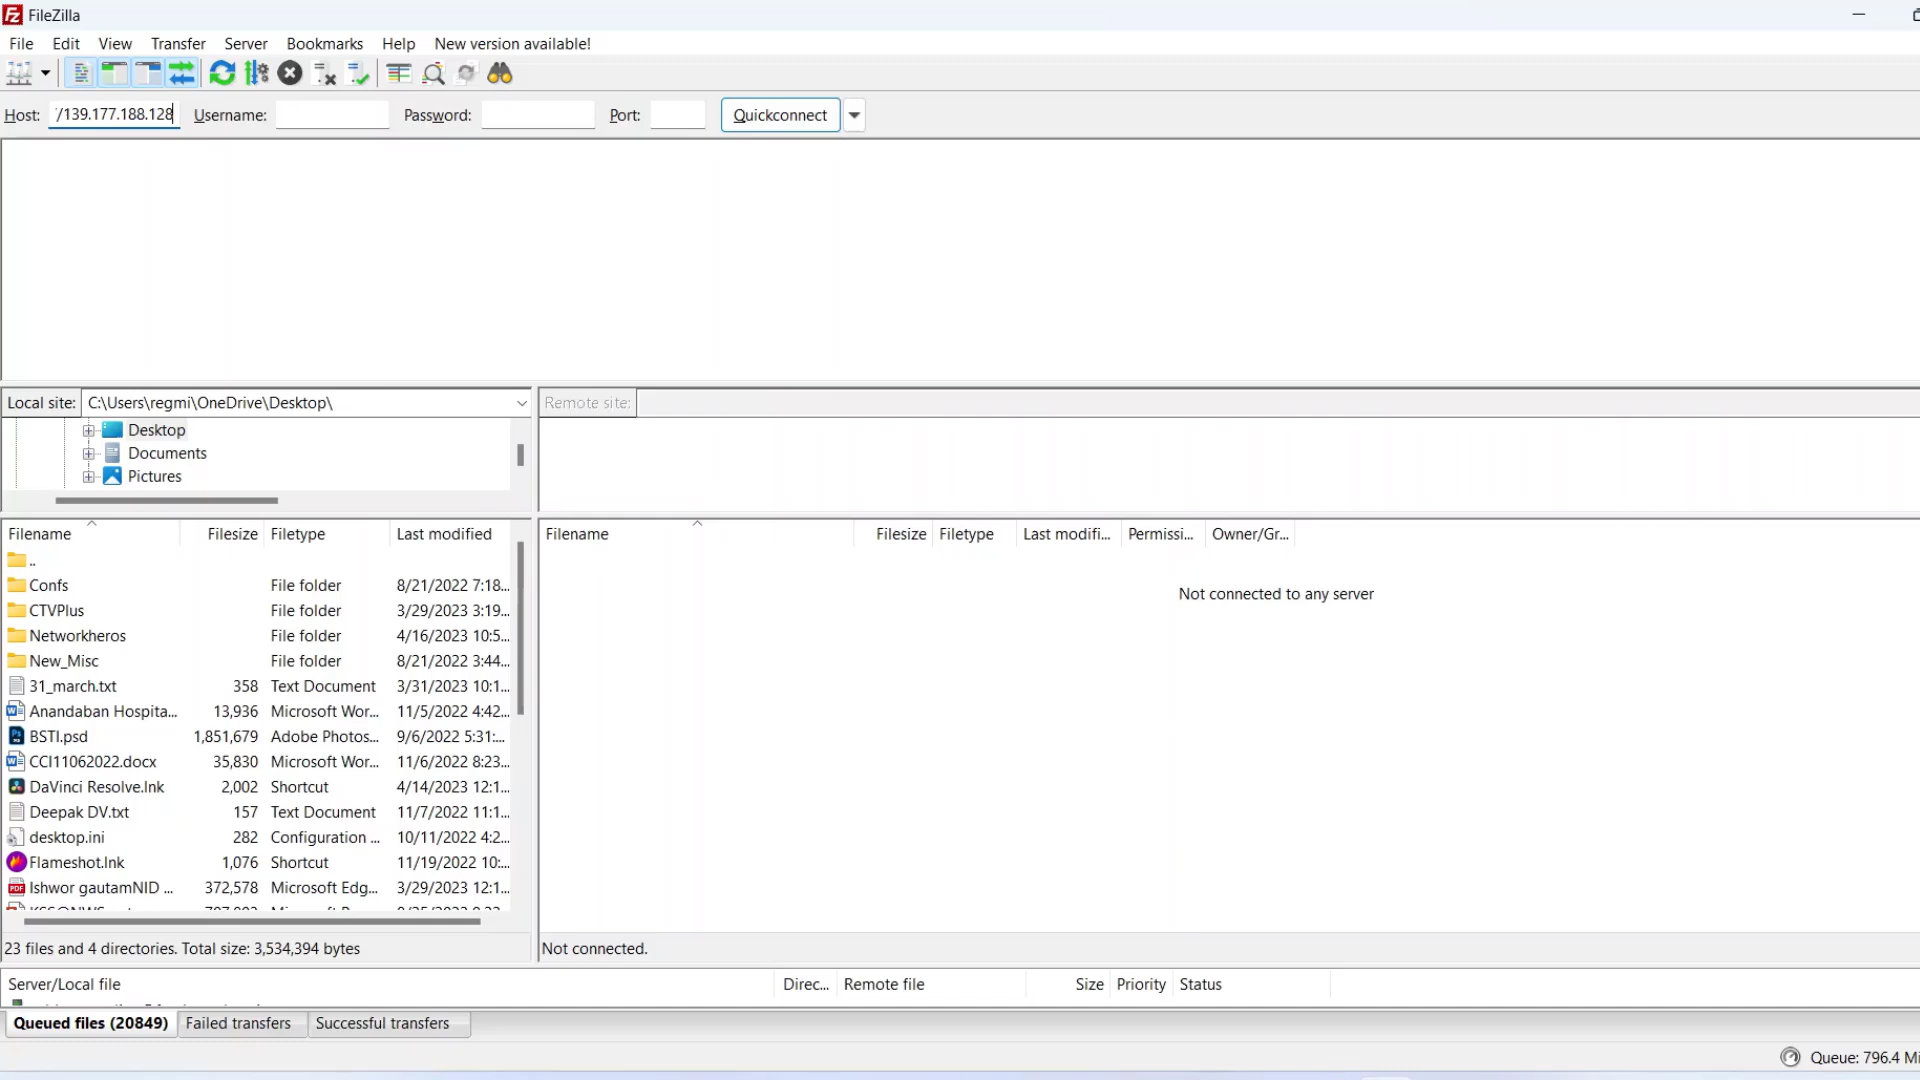 FileZilla
File Edit View Transfer Server Bookmarks Help New version available!
Host: /139.177.188.128 Username: Password: Port: Quickconnect
Local site: C:\Users\regmi\OneDrive\Desktop\ Remote site:
Desktop
Documents
Pictures
Filename Filesize Filetype Last modified
..
Confs File folder 8/21/2022 7:18...
CTVPlus File folder 3/29/2023 3:19...
Networkheros File folder 4/16/2023 10:5...
New_Misc File folder 8/21/2022 3:44...
31_march.txt 358 Text Document 3/31/2023 10:1...
Anandaban Hospita... 13,936 Microsoft Wor... 11/5/2022 4:42...
BSTI.psd 1,851,679 Adobe Photos... 9/6/2022 5:31:...
CCI11062022.docx 35,830 Microsoft Wor... 11/6/2022 8:23...
DaVinci Resolve.lnk 2,002 Shortcut 4/14/2023 12:1...
Deepak DV.txt 157 Text Document 11/7/2022 11:1...
desktop.ini 282 Configuration ... 10/11/2022 4:2...
Flameshot.lnk 1,076 Shortcut 11/19/2022 10:...
Ishwor gautamNID ... 372,578 Microsoft Edg... 3/29/2023 12:1...
23 files and 4 directories. Total size: 3,534,394 bytes
Filename Filesize Filetype Last modifi... Permissi... Owner/Gr...
Not connected to any server
Not connected.
Server/Local file Direc... Remote file Size Priority Status
Queued files (20849) Failed transfers Successful transfers
Queue: 796.4